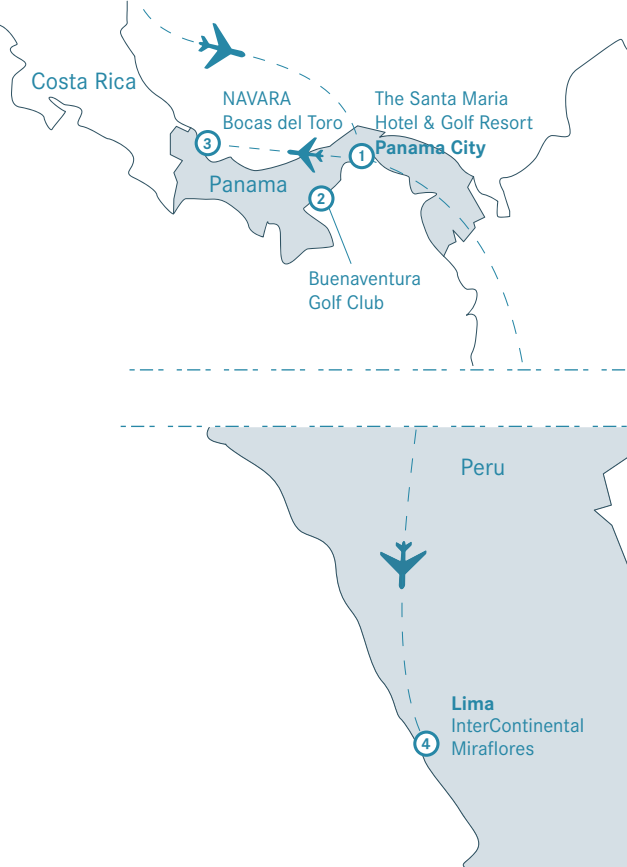 Costa Rica
NAVARA
Bocas del Toro
The Santa Maria
Hotel & Golf Resort
Panama City
3
1
Panama
2
Buenaventura
Golf Club
Peru
Lima
InterContinental
Miraflores
4